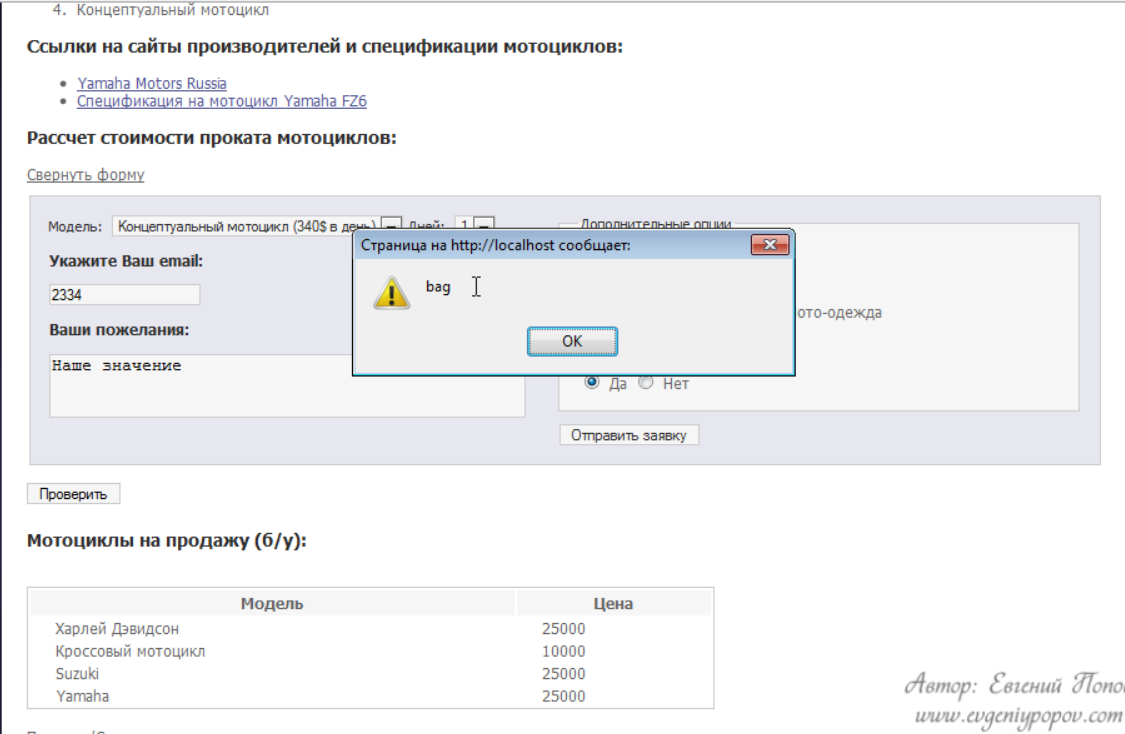 4. Концептуальный мотоцикл
Ссылки на сайты производителей и спецификации мотоциклов:
Yamaha Motors Russia
Спецификация на мотоцикл Yamaha FZ6
Рассчет стоимости проката мотоциклов:
Свернуть форму
Модель: Концептуальный мотоцикл (340$ в день) Дней: 1
Дополнительные опции
Страница на http://localhost сообщает:
bag
OK
Укажите Ваш email:
2334
ото-одежда
Ваши пожелания:
Наше значение
Да Нет
Отправить заявку
Проверить
Мотоциклы на продажу (б/у):
Модель Цена
Харлей Дэвидсон 25000
Кроссовый мотоцикл 10000
Suzuki 25000
Yamaha 25000
Автор: Евгений Попов
www.evgeniypopov.com